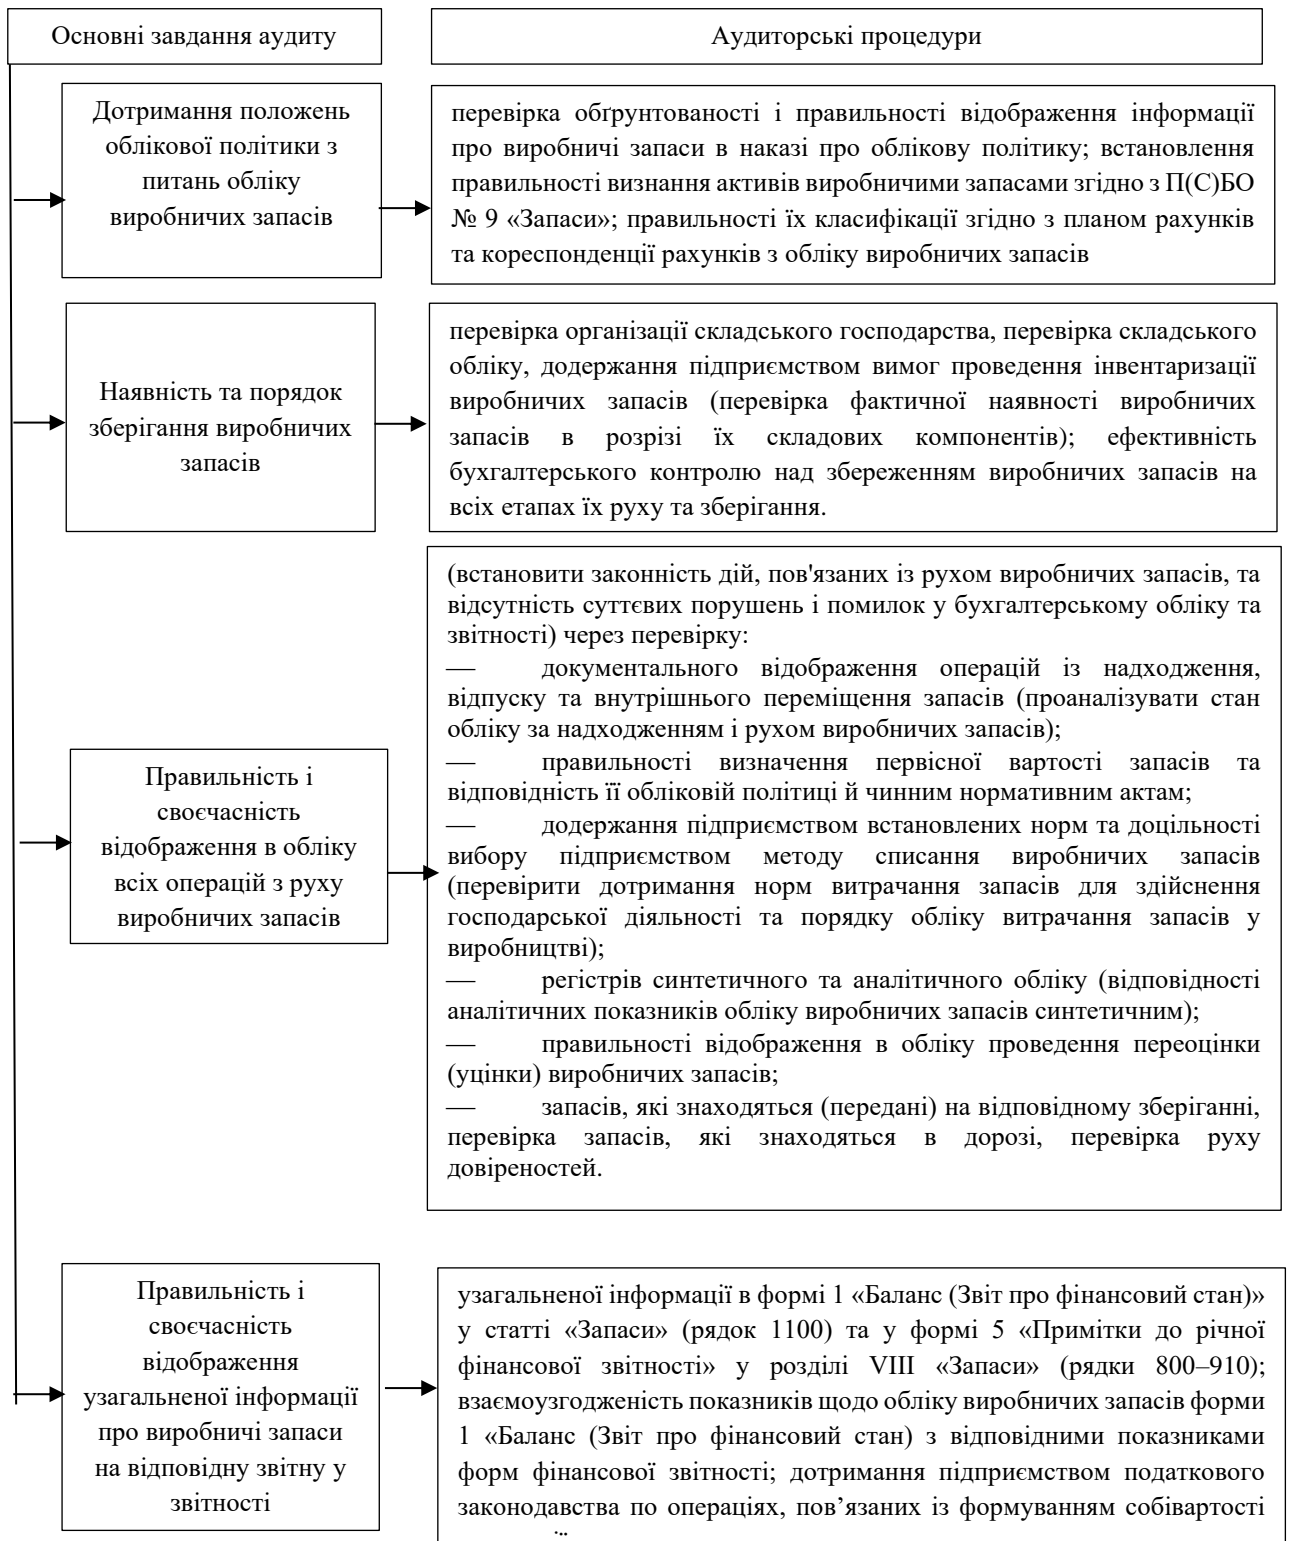 Основні завдання аудиту
Аудиторські процедури
Дотримання положень
облікової політики з
питань обліку
виробничих запасів
перевірка обґрунтованості і правильності відображення інформації
про виробничі запаси в наказі про облікову політику; встановлення
правильності визнання активів виробничими запасами згідно з П(С)БО
№ 9 «Запаси»; правильності їх класифікації згідно з планом рахунків
та кореспонденції рахунків з обліку виробничих запасів
Наявність та порядок
зберігання виробничих
запасів
перевірка організації складського господарства, перевірка складського
обліку, додержання підприємством вимог проведення інвентаризації
виробничих запасів (перевірка фактичної наявності виробничих
запасів в розрізі їх складових компонентів); ефективність
бухгалтерського контролю над збереженням виробничих запасів на
всіх етапах їх руху та зберігання.
Правильність і
своєчасність
відображення в обліку
всіх операцій з руху
виробничих запасів
(встановити законність дій, пов'язаних із рухом виробничих запасів, та
відсутність суттєвих порушень і помилок у бухгалтерському обліку та
звітності) через перевірку:
— документального відображення операцій із надходження,
відпуску та внутрішнього переміщення запасів (проаналізувати стан
обліку за надходженням і рухом виробничих запасів);
— правильності визначення первісної вартості запасів та
відповідність її обліковій політиці й чинним нормативним актам;
— додержання підприємством встановлених норм та доцільності
вибору підприємством методу списання виробничих запасів
(перевірити дотримання норм витрачання запасів для здійснення
господарської діяльності та порядку обліку витрачання запасів у
виробництві);
— регістрів синтетичного та аналітичного обліку (відповідності
аналітичних показників обліку виробничих запасів синтетичним);
— правильності відображення в обліку проведення переоцінки
(уцінки) виробничих запасів;
— запасів, які знаходяться (передані) на відповідному зберіганні,
перевірка запасів, які знаходяться в дорозі, перевірка руху
довіреностей.
Правильність і
своєчасність
відображення
узагальненої інформації
про виробничі запаси
на відповідну звітну у
звітності
узагальненої інформації в формі 1 «Баланс (Звіт про фінансовий стан)»
у статті «Запаси» (рядок 1100) та у формі 5 «Примітки до річної
фінансової звітності» у розділі VIII «Запаси» (рядки 800–910);
взаємоузгодженість показників щодо обліку виробничих запасів форми
1 «Баланс (Звіт про фінансовий стан) з відповідними показниками
форм фінансової звітності; дотримання підприємством податкового
законодавства по операціях, пов’язаних із формуванням собівартості